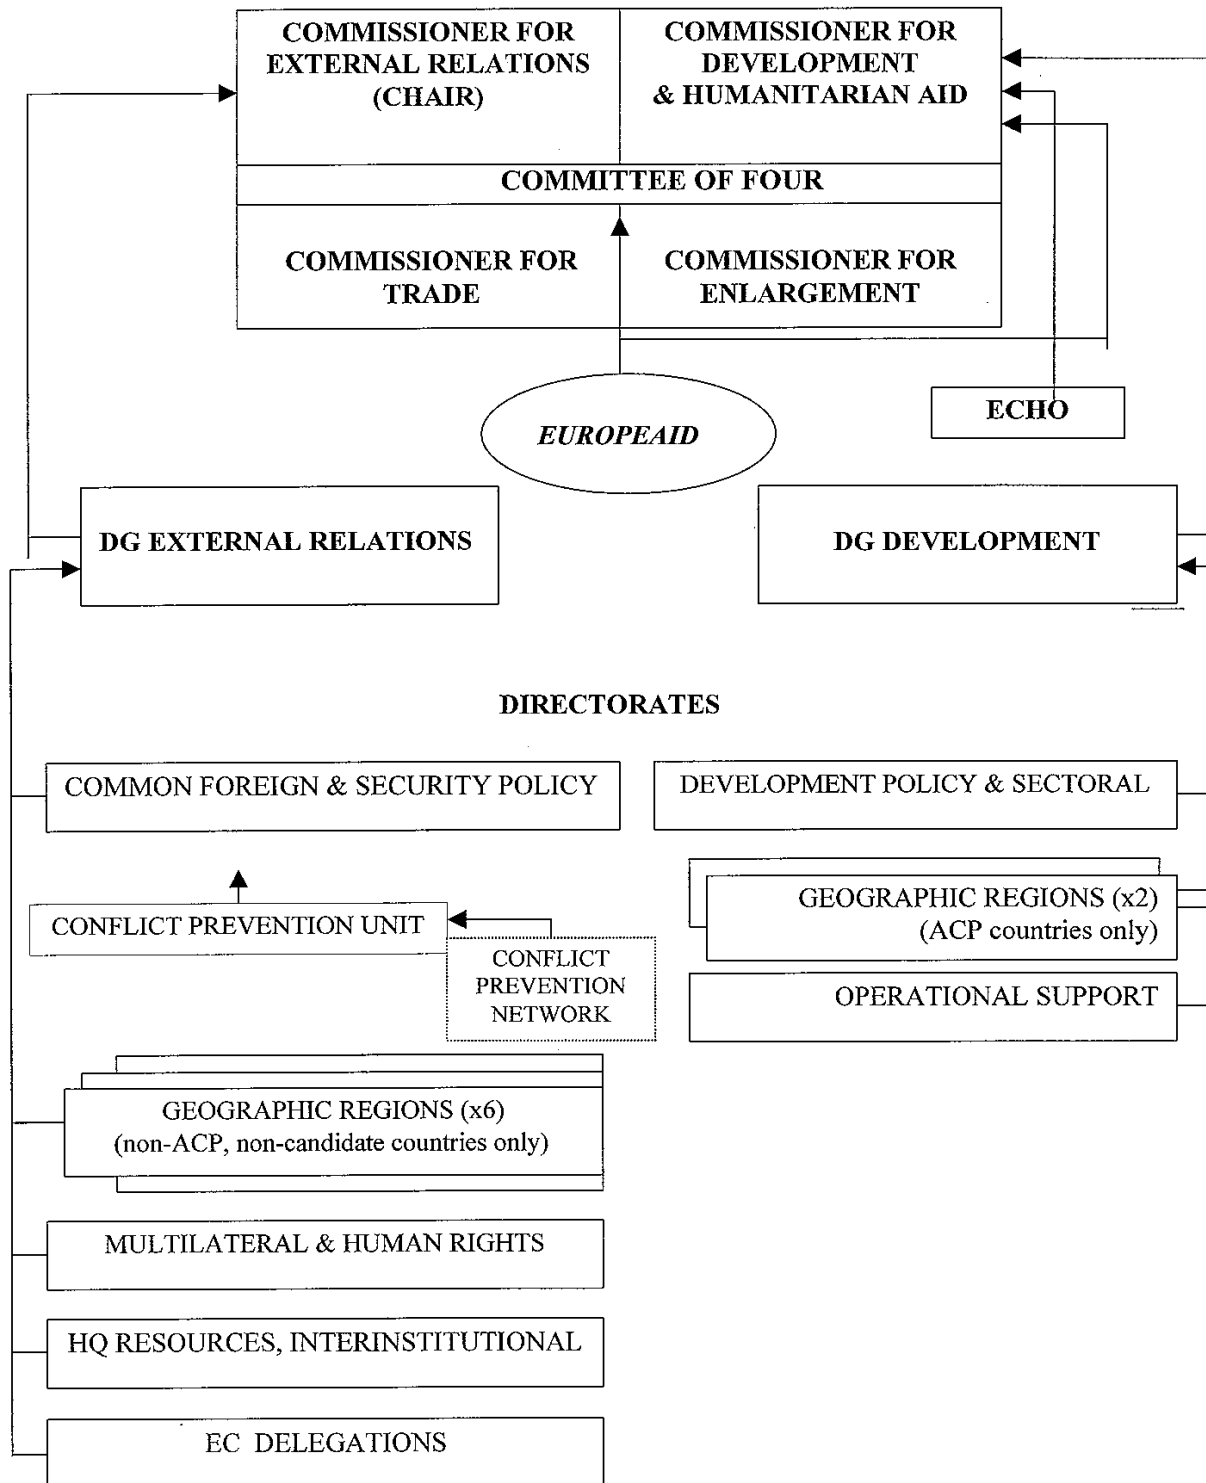 COMMISSIONER FOR
EXTERNAL RELATIONS
(CHAIR)
COMMISSIONER FOR
DEVELOPMENT
& HUMANITARIAN AID
COMMITTEE OF FOUR
COMMISSIONER FOR
TRADE
COMMISSIONER FOR
ENLARGEMENT
EUROPEAID
ECHO
DG EXTERNAL RELATIONS
DG DEVELOPMENT
DIRECTORATES
COMMON FOREIGN & SECURITY POLICY
DEVELOPMENT POLICY & SECTORAL
CONFLICT PREVENTION UNIT
CONFLICT
PREVENTION
NETWORK
GEOGRAPHIC REGIONS (x2)
(ACP countries only)
OPERATIONAL SUPPORT
GEOGRAPHIC REGIONS (x6)
(non-ACP, non-candidate countries only)
MULTILATERAL & HUMAN RIGHTS
HQ RESOURCES, INTERINSTITUTIONAL
EC DELEGATIONS